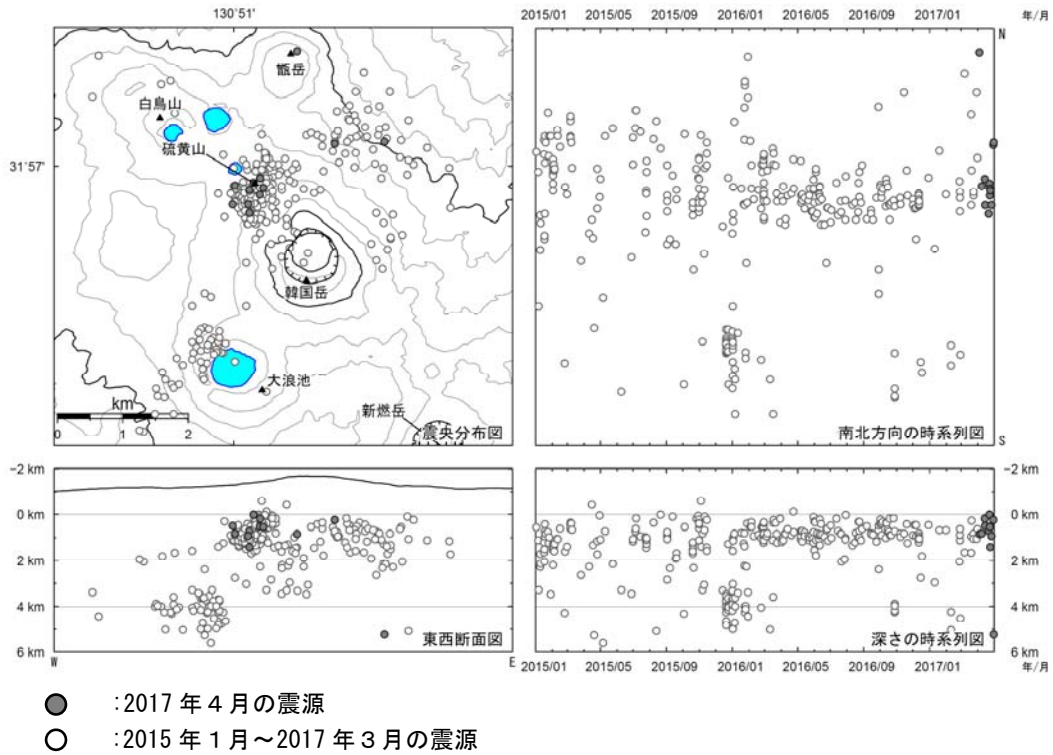 130°51'
31°57'
甑岳
白鳥山
硫黄山
韓国岳
大浪池
新燃岳
km
0 1 2
震央分布図
2015/01 2015/05 2015/09 2016/01 2016/05 2016/09 2017/01 年/月
N
S
南北方向の時系列図
-2 km
0 km
2 km
4 km
6 km
W
E
東西断面図
-2 km
0 km
2 km
4 km
6 km
深さの時系列図
2015/01 2015/05 2015/09 2016/01 2016/05 2016/09 2017/01 年/月
:2017 年 4 月の震源
:2015 年 1 月～2017 年 3 月の震源